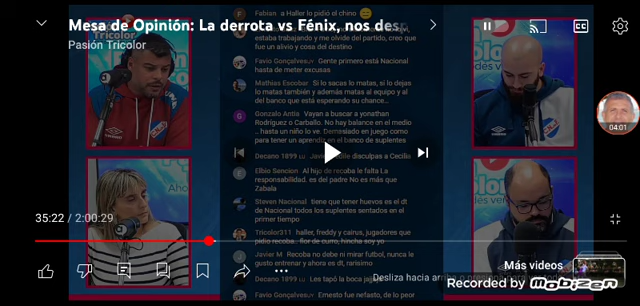 Mesa de Opinión: La derrota vs Fénix, nos desp
Pasión Tricolor
Fabian a Haller lo pidió el chino
estaba trabajando y me olvide del partido, creo que
fue un alivio y cosa del destino
Favio Gonçalves Gente primero está Nacional
hasta de meter excusas
Mathias Escobar Si lo sacas lo matas, si lo dejas
lo matas también y además matas al equipo y al
del banco que está esperando su chance...
Gonzalo Antía Vayan a buscar a yonathan
Rodríguez o Carballo. No hay balance en el medio
.. hasta un niño lo ve. Demasiado en juego como
para tener un aprendiz en el banco de suplentes
Decano 1899 disculpas a Cecilia
Elbio Sencion Al hijo de recoba le falta La
responsabilidad. es del padre No es más que
Zabala
Steven Nacional tiene que tener huevos es el dt
de Nacional todos los suplentes sentados en el
primer tiempo
Tricolor311 haller, freddy y cairus, jugadores que
pidio recoba.. flor de curro, hincha soy yo
Javier M Recoba no debe ni mirar futbol, nunca le
gusto entrenar y ahora es dt, rarisimo
Decano 1899 Les tapó la boca
Favio Gonçalves Ernesto fue nefasto, de lo peor
04:01
35:22 / 2:00:29
Más videos
Desliza hacia
Recorded by Mobizen